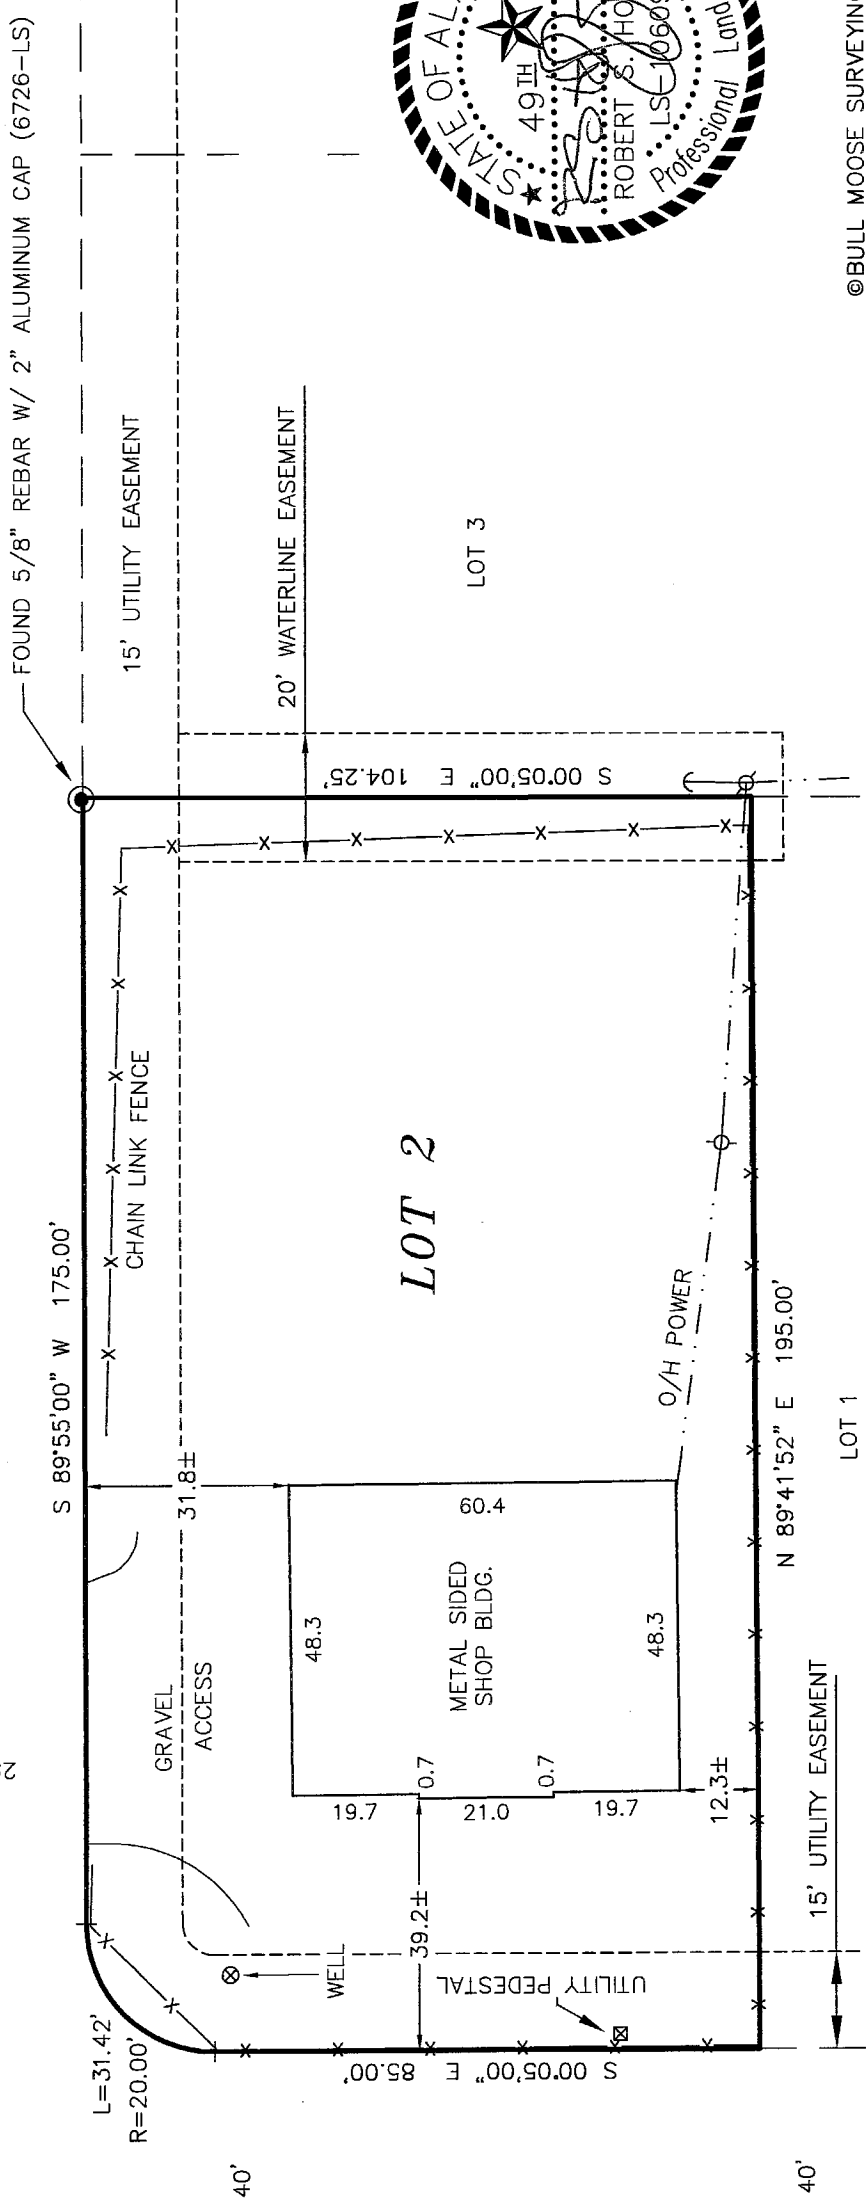 FOUND 5/8" REBAR W/ 2" ALUMINUM CAP (6726-LS)
15' UTILITY EASEMENT
20' WATERLINE EASEMENT
LOT 3
S 00°05'00" E 104.25'
S 89°55'00" W 175.00'
CHAIN LINK FENCE
LOT 2
O/H POWER
N 89°41'52" E 195.00'
LOT 1
31.8±
60.4
48.3
METAL SIDED
SHOP BLDG.
48.3
GRAVEL
ACCESS
19.7
0.7
21.0
0.7
19.7
12.3±
39.2±
15' UTILITY EASEMENT
WELL
UTILITY PEDESTAL
L=31.42'
R=20.00'
S 00°05'00" E 85.00'
40'
40'
STATE OF
49TH
ROBERT S.
Professional Land
©BULL MOOSE SURVEYING